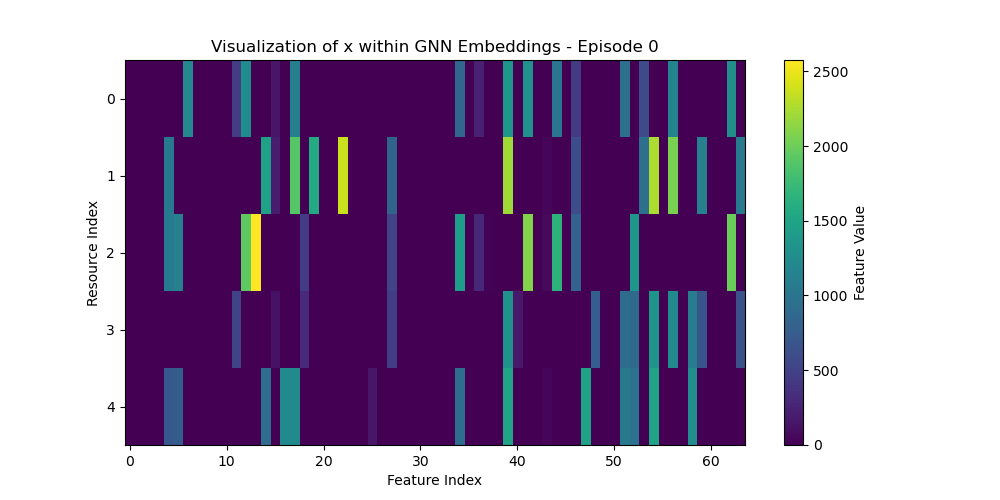 Visualization of x within GNN Embeddings - Episode 0
Resource Index
0
1
2
3
4
0 10 20 30 40 50 60
Feature Index
2500
2000
1500
1000
500
0
Feature Value